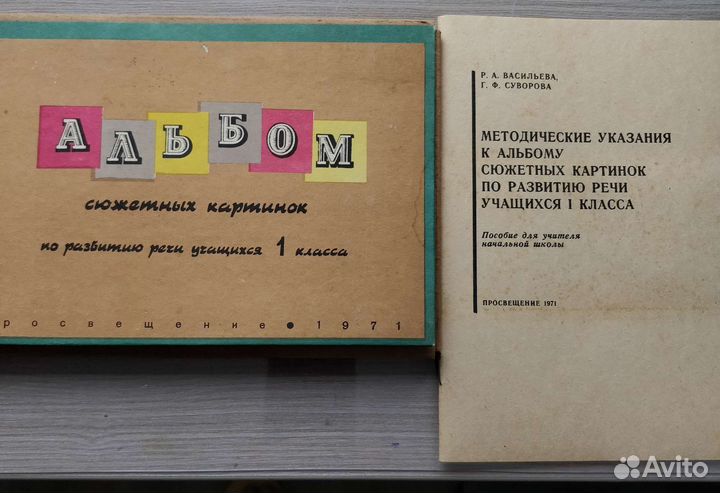 АЛЬБОМ
сюжетных картинок
по развитию речи учащихся 1 класса
росвещение • 1971
Р. А. ВАСИЛЬЕВА,
Г. Ф. СУВОРОВА
МЕТОДИЧЕСКИЕ УКАЗАНИЯ
К АЛЬБОМУ
СЮЖЕТНЫХ КАРТИНОК
ПО РАЗВИТИЮ РЕЧИ
УЧАЩИХСЯ I КЛАССА
Пособие для учителя
начальной школы
ПРОСВЕЩЕНИЕ 1971
Avito